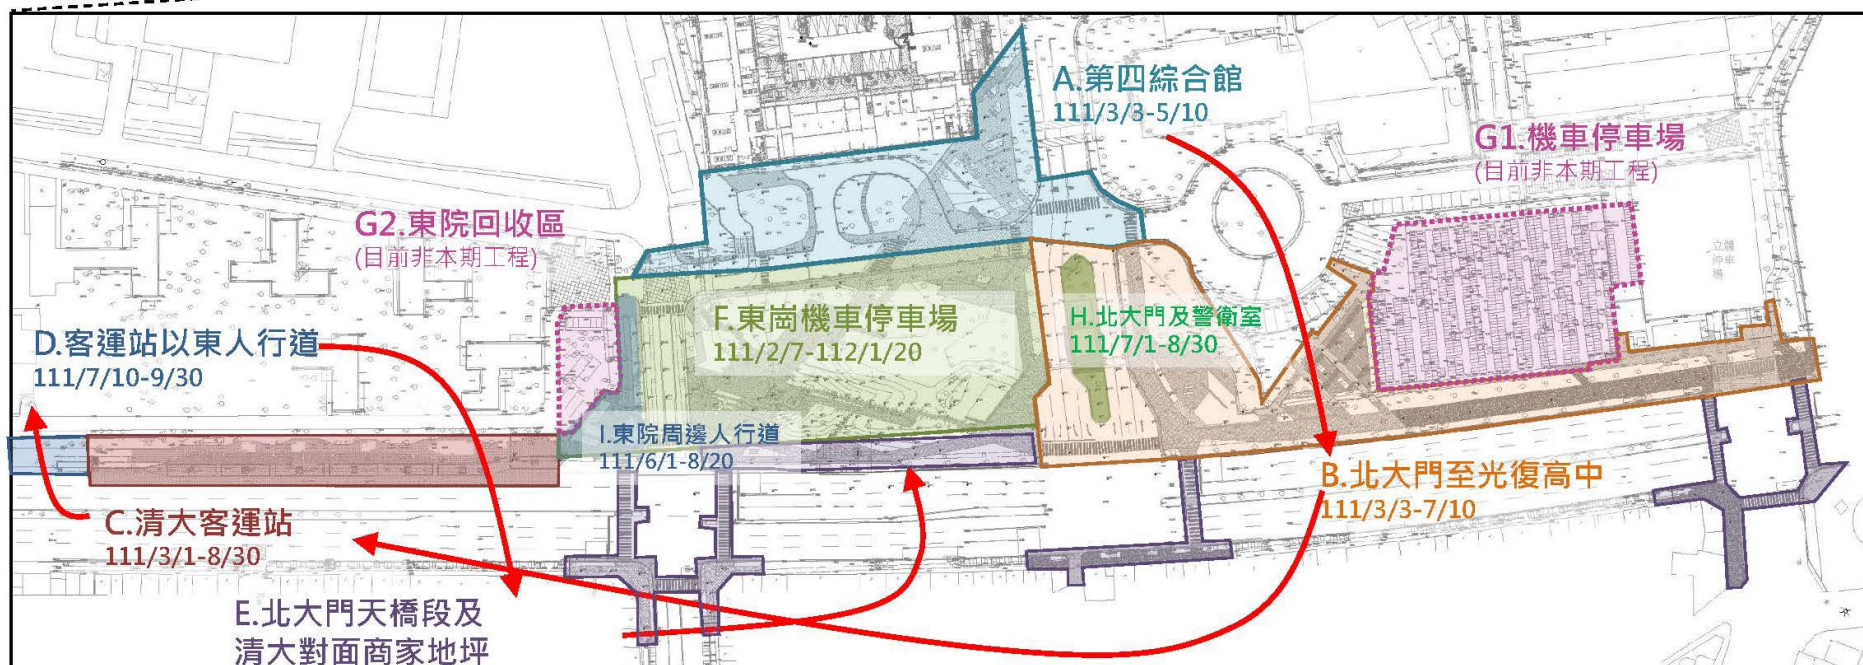 A.第四綜合館
111/3/3-5/10
G1.機車停車場
(目前非本期工程)
G2.東院回收區
(目前非本期工程)
D.客運站以東人行道
111/7/10-9/30
F.東崗機車停車場
111/2/7-112/1/20
H.北大門及警衛室
111/7/1-8/30
I.東院周邊人行道
111/6/1-8/20
B.北大門至光復高中
111/3/3-7/10
C.清大客運站
111/3/1-8/30
E.北大門天橋段及
清大對面商家地坪